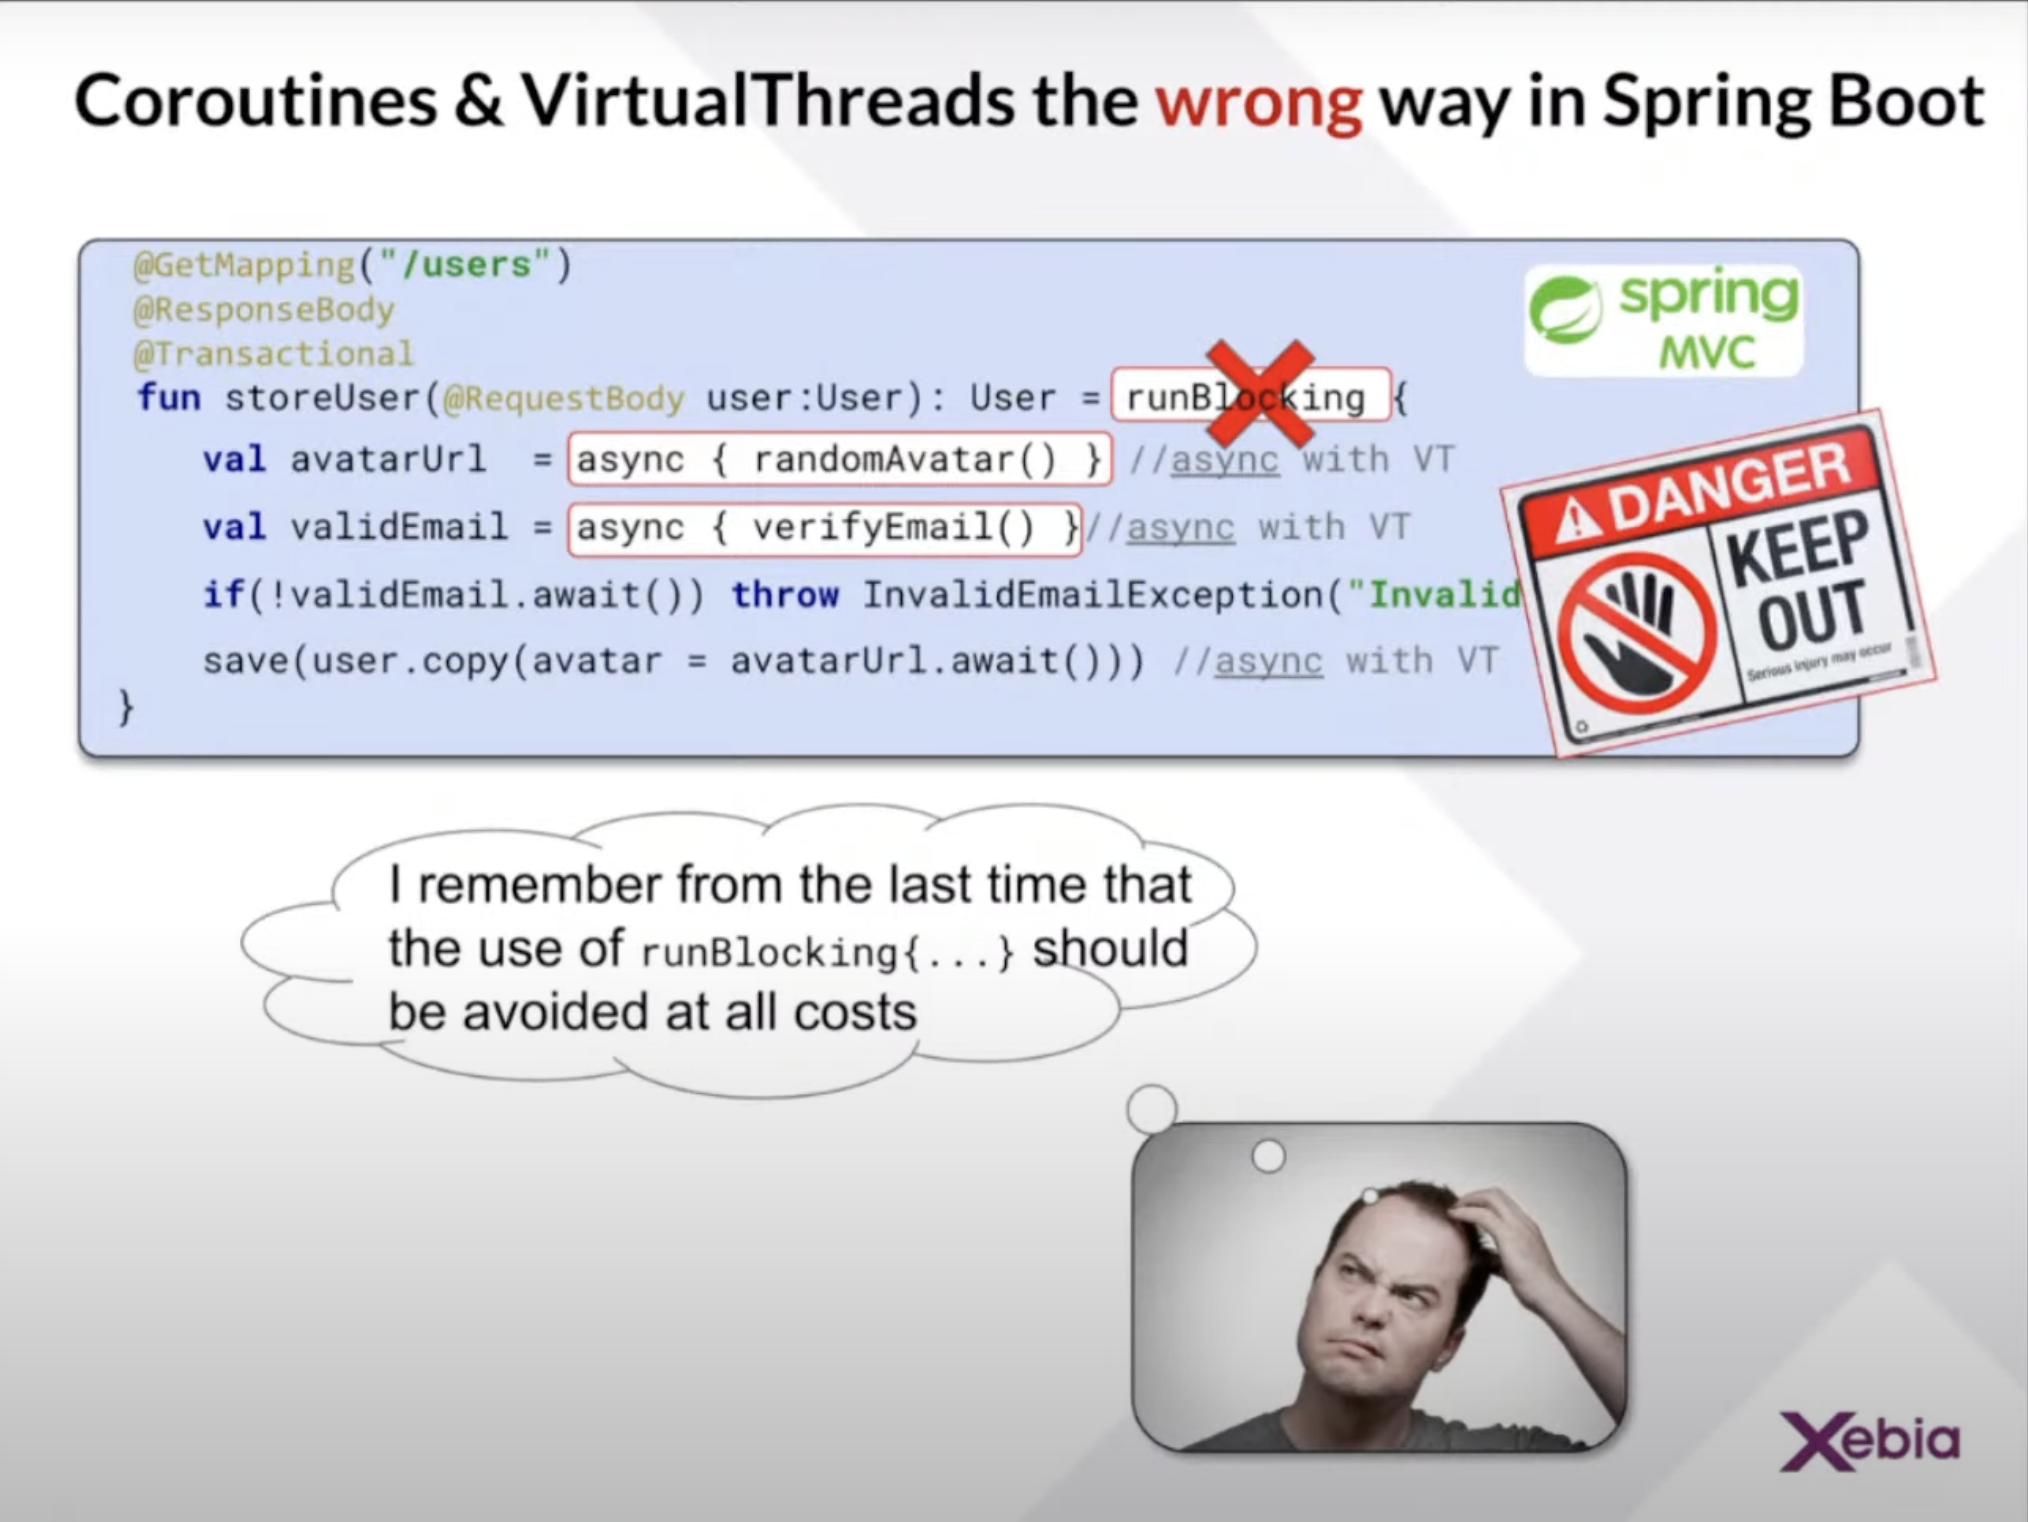 Coroutines & VirtualThreads the wrong way in Spring Boot
@GetMapping("/users")
@ResponseBody
@Transactional
fun storeUser(@RequestBody user:User): User = runBlocking {
val avatarUrl = async { randomAvatar() } //async with VT
val validEmail = async { verifyEmail() }//async with VT
if(!validEmail.await()) throw InvalidEmailException("Invalid
save(user.copy(avatar = avatarUrl.await())) //async with VT
}
spring
MVC
DANGER
KEEP
OUT
Serious injury may occur
I remember from the last time that
the use of runBlocking{...} should
be avoided at all costs
Xebia